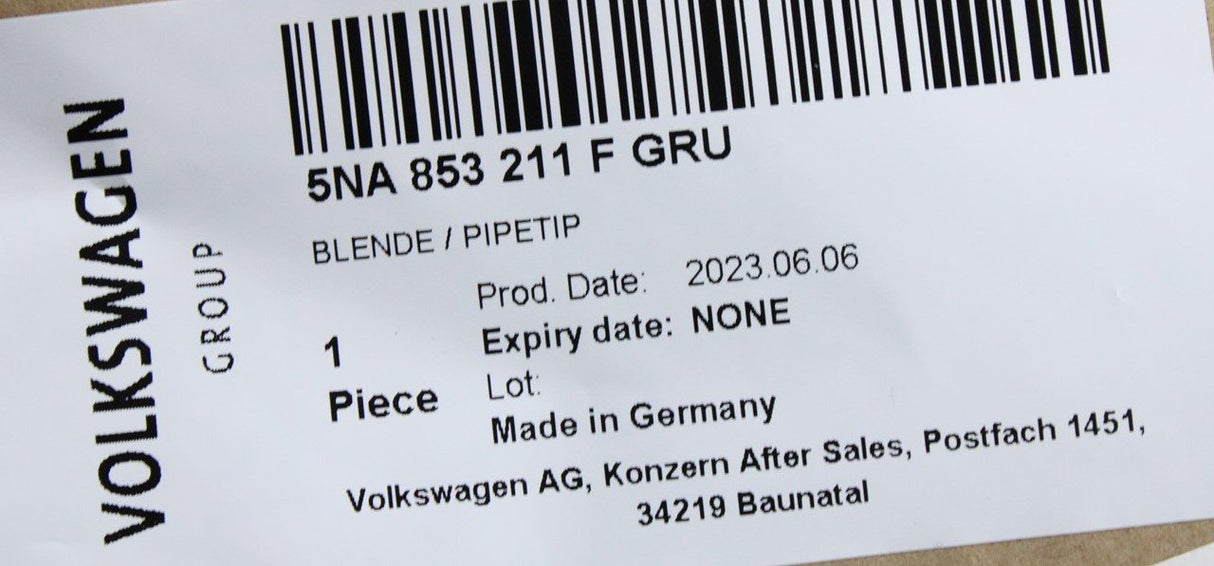 VOLKSWAGEN
GROUP
5NA 853 211 F GRU
BLENDE / PIPETIP
Prod. Date: 2023.06.06
Expiry date: NONE
1
Piece
Lot:
Made in Germany
Volkswagen AG, Konzern After Sales, Postfach 1451,
34219 Baunatal